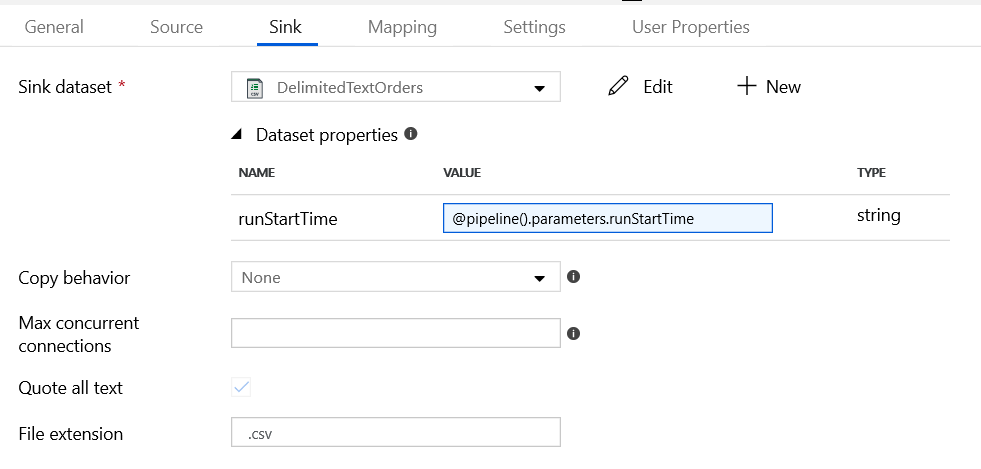 General Source Sink Mapping Settings User Properties
Sink dataset * CSV DelimitedTextOrders Edit New
Dataset properties
NAME VALUE TYPE
runStartTime @pipeline().parameters.runStartTime string
Copy behavior None
Max concurrent
connections
Quote all text
File extension .csv